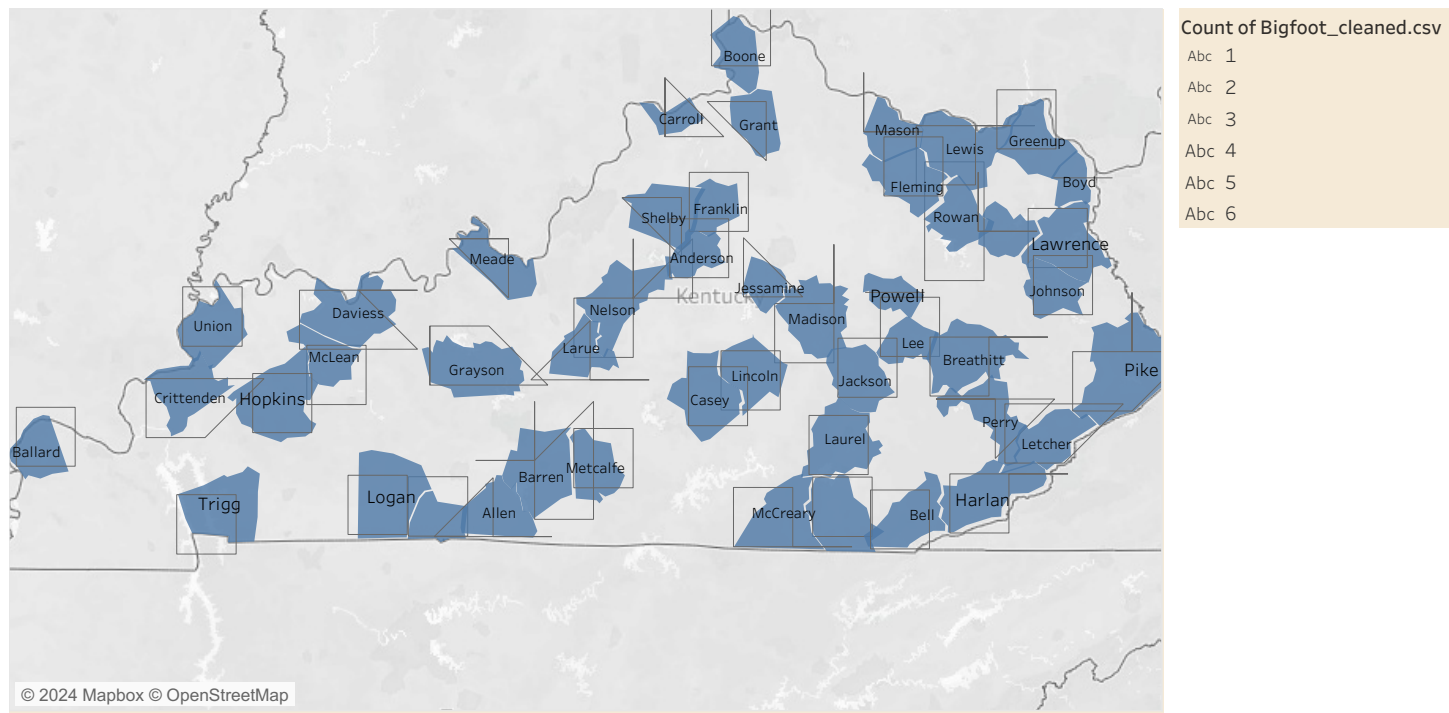 Count of Bigfoot_cleaned.csv
Abc 1
Abc 2
Abc 3
Abc 4
Abc 5
Abc 6
Boone
Carroll
Grant
Mason
Lewis
Greenup
Fleming
Boyd
Shelby
Franklin
Rowan
Lawrence
Meade
Anderson
Jessamine
Kentucky
Powell
Johnson
Union
Daviess
Nelson
Madison
McLean
Larue
Lee
Breathitt
Grayson
Lincoln
Jackson
Pike
Crittenden
Hopkins
Casey
Perry
Ballard
Laurel
Letcher
Metcalfe
Barren
Trigg
Logan
Allen
McCreary
Bell
Harlan
© 2024 Mapbox © OpenStreetMap